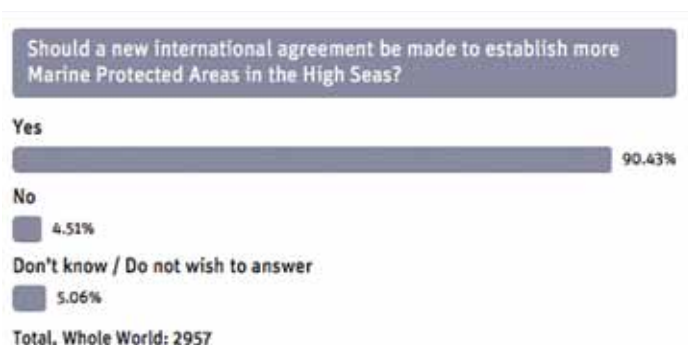 Should a new international agreement be made to establish more
Marine Protected Areas in the High Seas?
Yes
90.43%
No
4.51%
Don't know / Do not wish to answer
5.06%
Total, Whole World: 2957